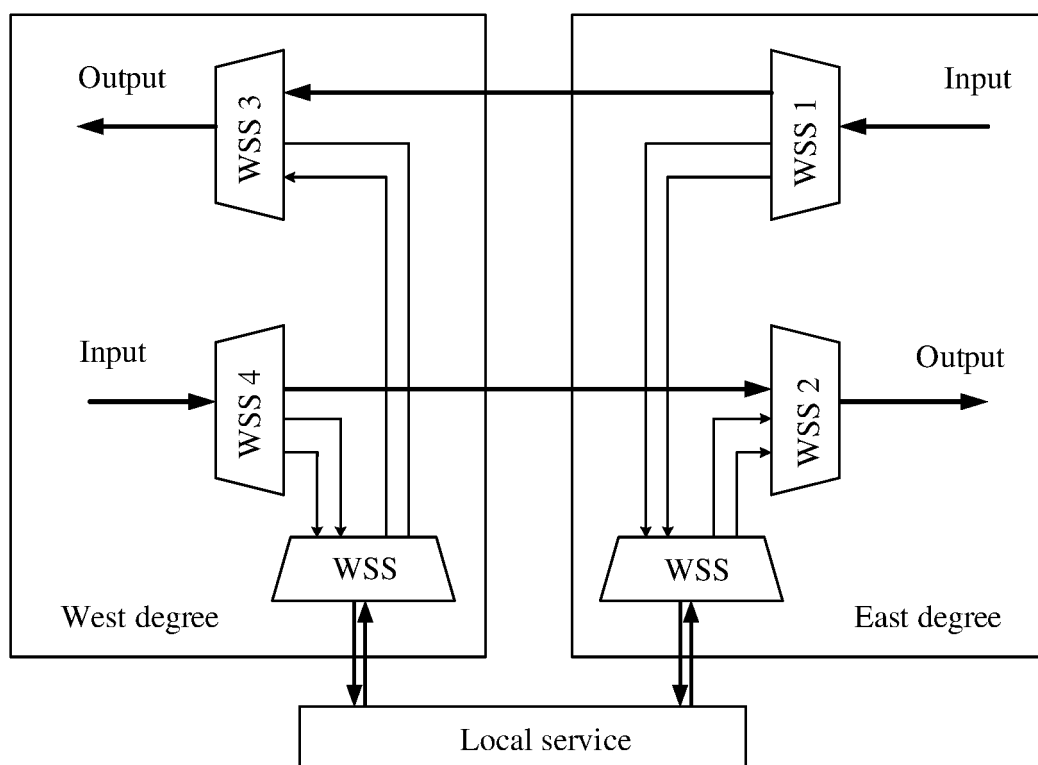 Output
WSS 3
WSS 1
Input
Input
WSS 4
WSS 2
Output
WSS
WSS
West degree
East degree
Local service